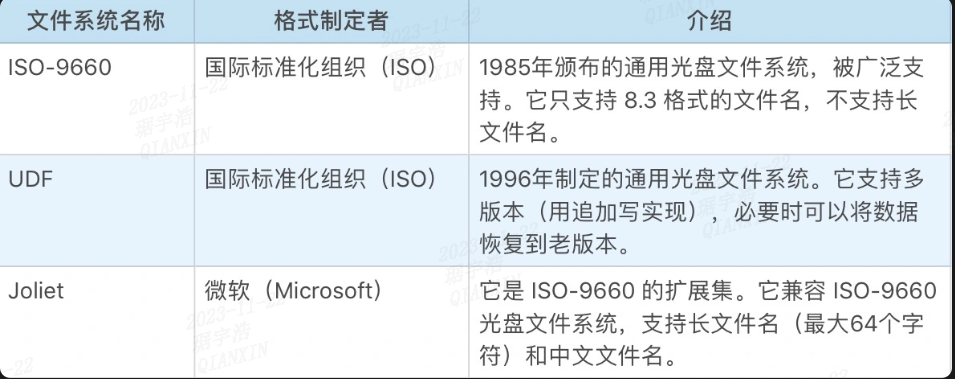 文件系统名称 格式制定者 介绍
ISO-9660 国际标准化组织（ISO） 1985年颁布的通用光盘文件系统，被广泛支
持。它只支持 8.3 格式的文件名，不支持长
文件名。
UDF 国际标准化组织（ISO） 1996年制定的通用光盘文件系统。它支持多
版本（用追加写实现），必要时可以将数据
恢复到老版本。
Joliet 微软（Microsoft） 它是 ISO-9660 的扩展集。它兼容 ISO-9660
光盘文件系统，支持长文件名（最大64个字
符）和中文文件名。
2023-11-22
QIANXIN